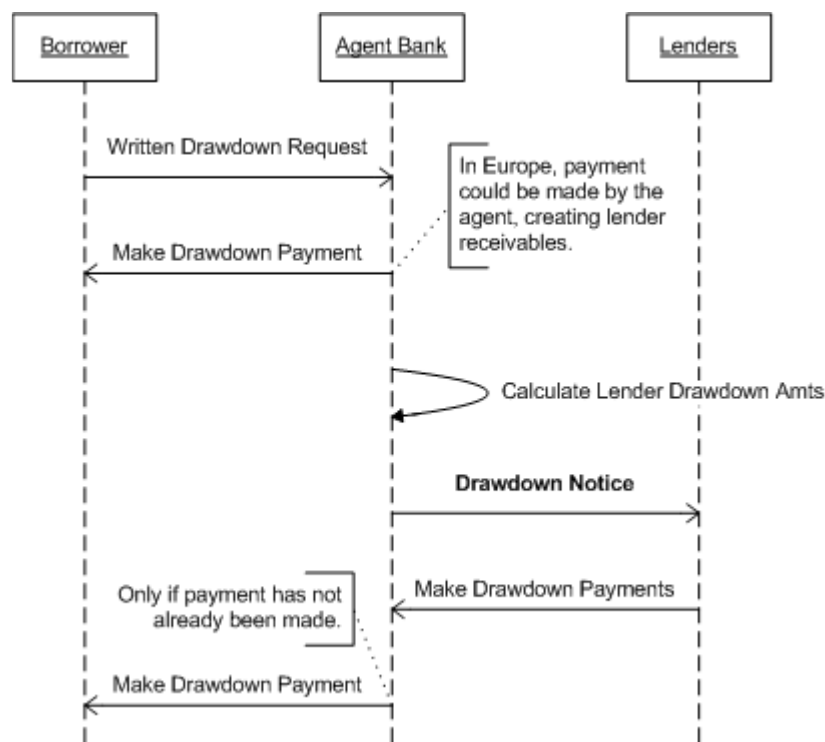 Borrower
Agent Bank
Lenders
Written Drawdown Request
In Europe, payment
could be made by the
agent, creating lender
receivables.
Make Drawdown Payment
Calculate Lender Drawdown Amts
Drawdown Notice
Only if payment has not
already been made.
Make Drawdown Payments
Make Drawdown Payment